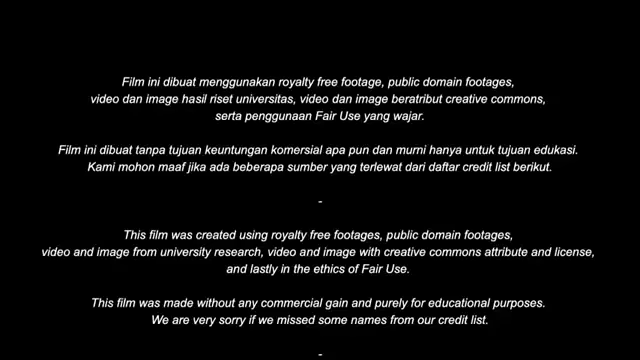 Film ini dibuat menggunakan royalty free footage, public domain footages,
video dan image hasil riset universitas, video dan image beratribut creative commons,
serta penggunaan Fair Use yang wajar.
Film ini dibuat tanpa tujuan keuntungan komersial apa pun dan murni hanya untuk tujuan edukasi.
Kami mohon maaf jika ada beberapa sumber yang terlewat dari daftar credit list berikut.
-
This film was created using royalty free footages, public domain footages,
video and image from university research, video and image with creative commons attribute and license,
and lastly in the ethics of Fair Use.
This film was made without any commercial gain and purely for educational purposes.
We are very sorry if we missed some names from our credit list.
-